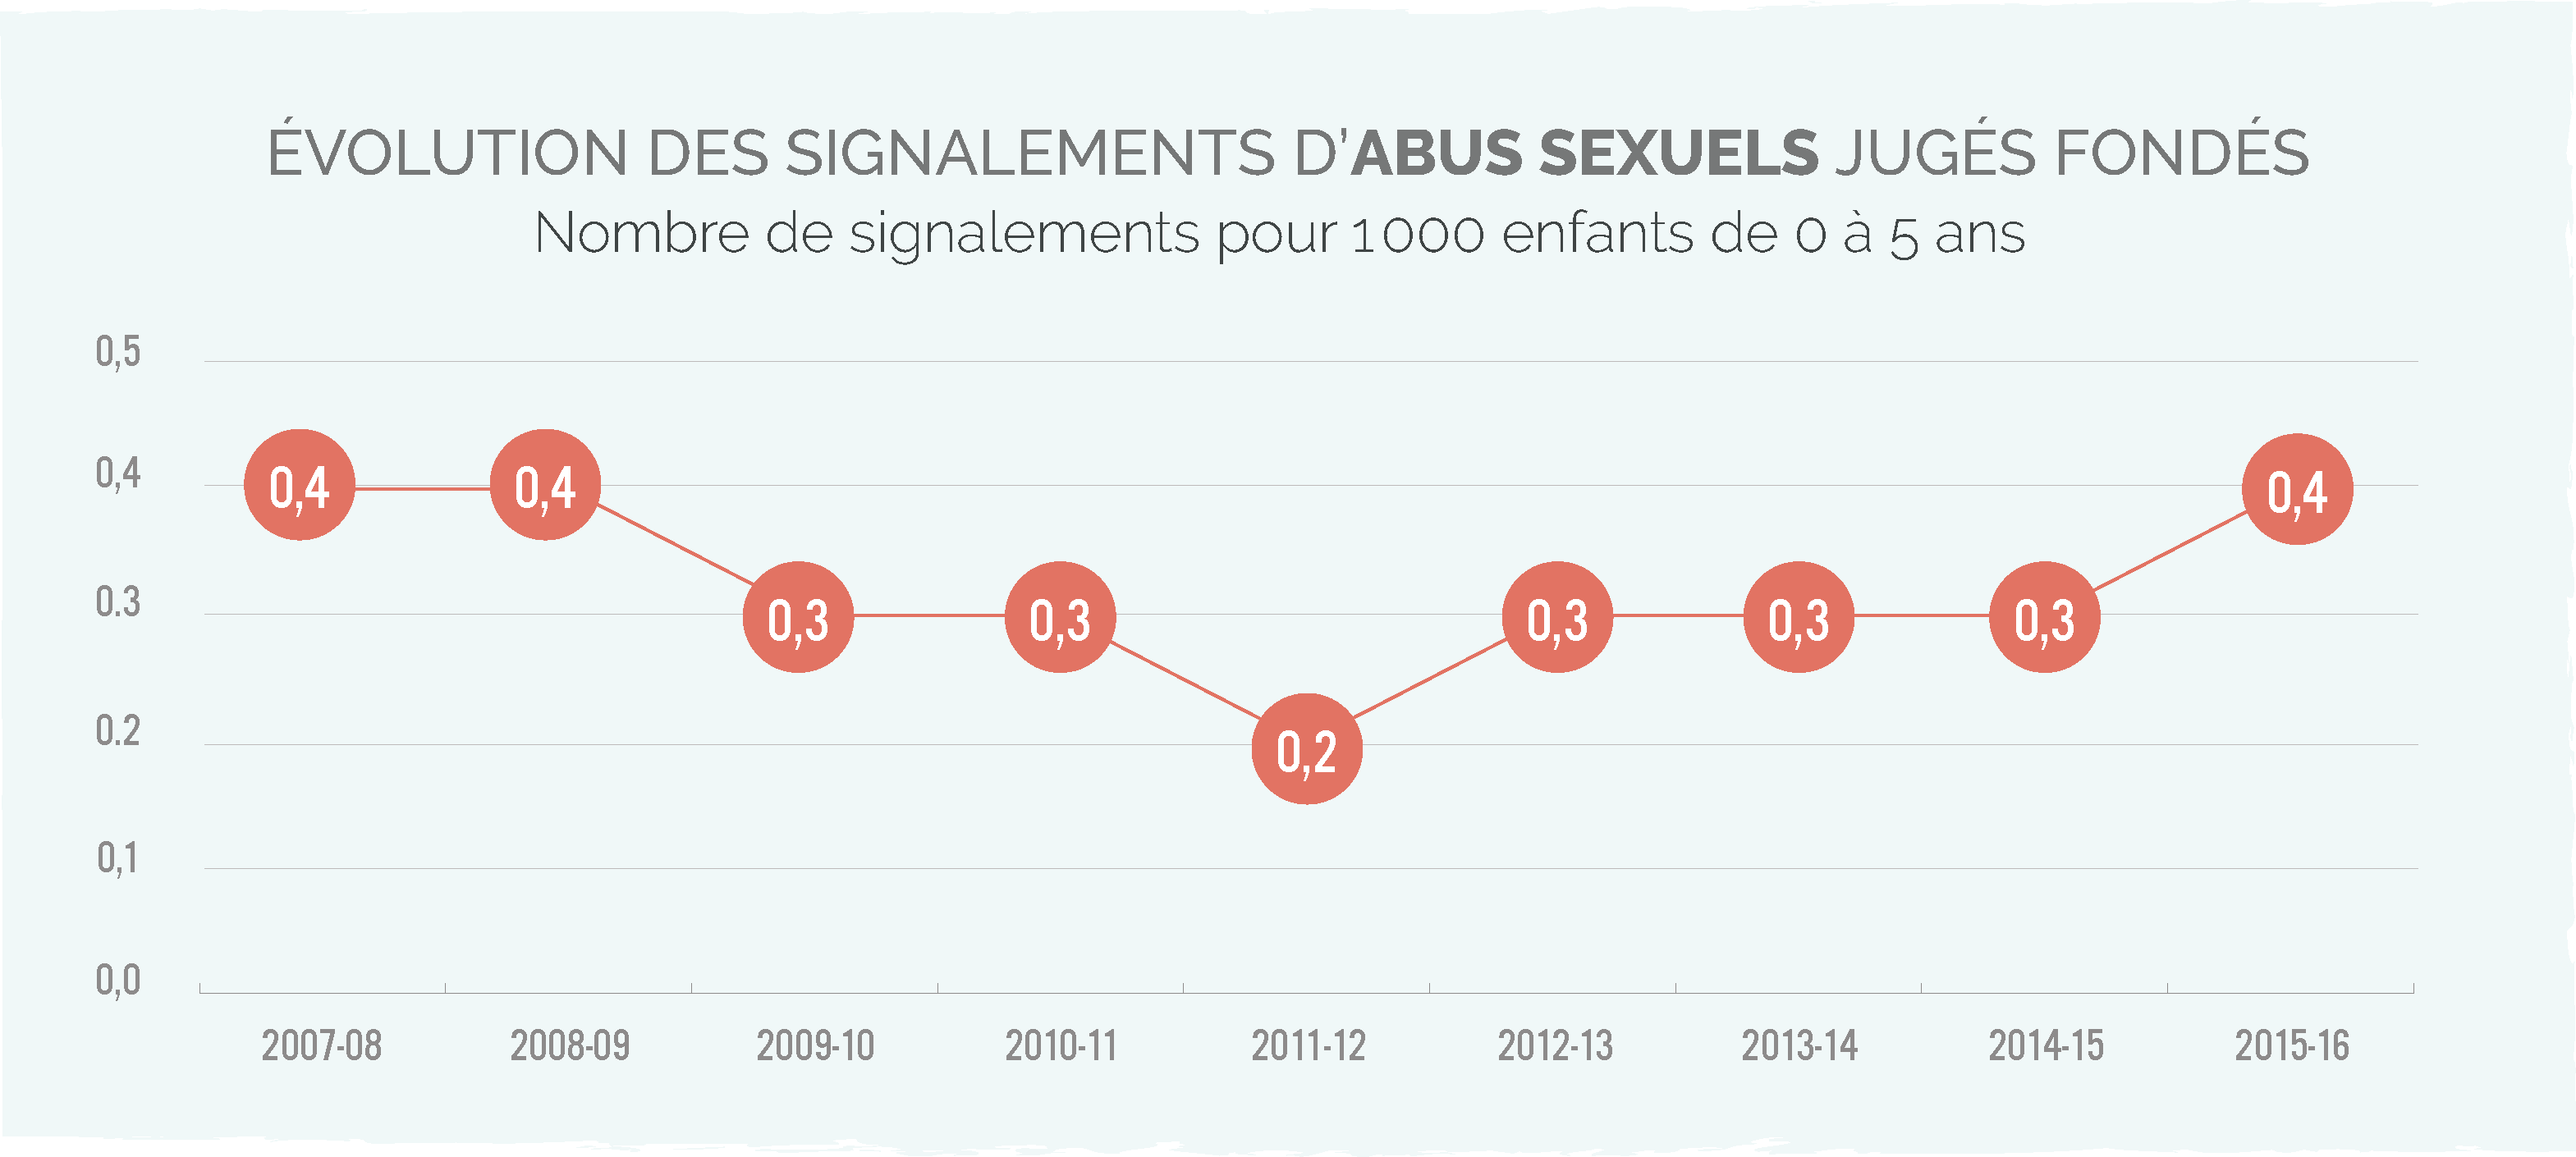 ÉVOLUTION DES SIGNALEMENTS D’ABUS SEXUELS JUGÉS FONDÉS
Nombre de signalements pour 1000 enfants de 0 à 5 ans
0,5
0,4
0.3
0.2
0,1
0,0
0,4 0,4 0,3 0,3 0,2 0,3 0,3 0,3 0,4
2007-08 2008-09 2009-10 2010-11 2011-12 2012-13 2013-14 2014-15 2015-16